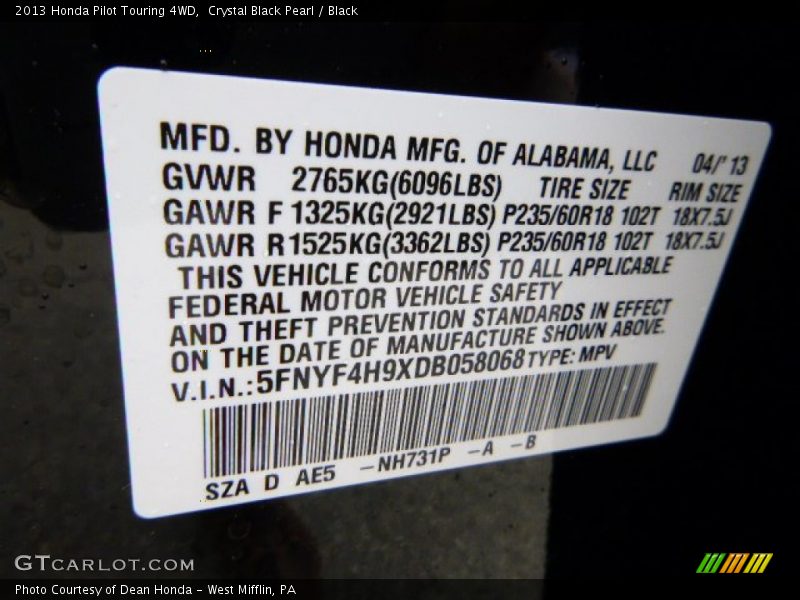 2013 Honda Pilot Touring 4WD, Crystal Black Pearl / Black
MFD. BY HONDA MFG. OF ALABAMA, LLC 04/'13
GVWR 2765KG(6096LBS) TIRE SIZE RIM SIZE
GAWR F 1325KG(2921LBS) P235/60R18 102T 18X7.5J
GAWR R 1525KG(3362LBS) P235/60R18 102T 18X7.5J
THIS VEHICLE CONFORMS TO ALL APPLICABLE
FEDERAL MOTOR VEHICLE SAFETY
AND THEFT PREVENTION STANDARDS IN EFFECT
ON THE DATE OF MANUFACTURE SHOWN ABOVE.
V.I.N.:5FNYF4H9XDB058068 TYPE: MPV
SZA D AE5 -NH731P -A -B
GTCARLOT.COM
Photo Courtesy of Dean Honda - West Mifflin, PA